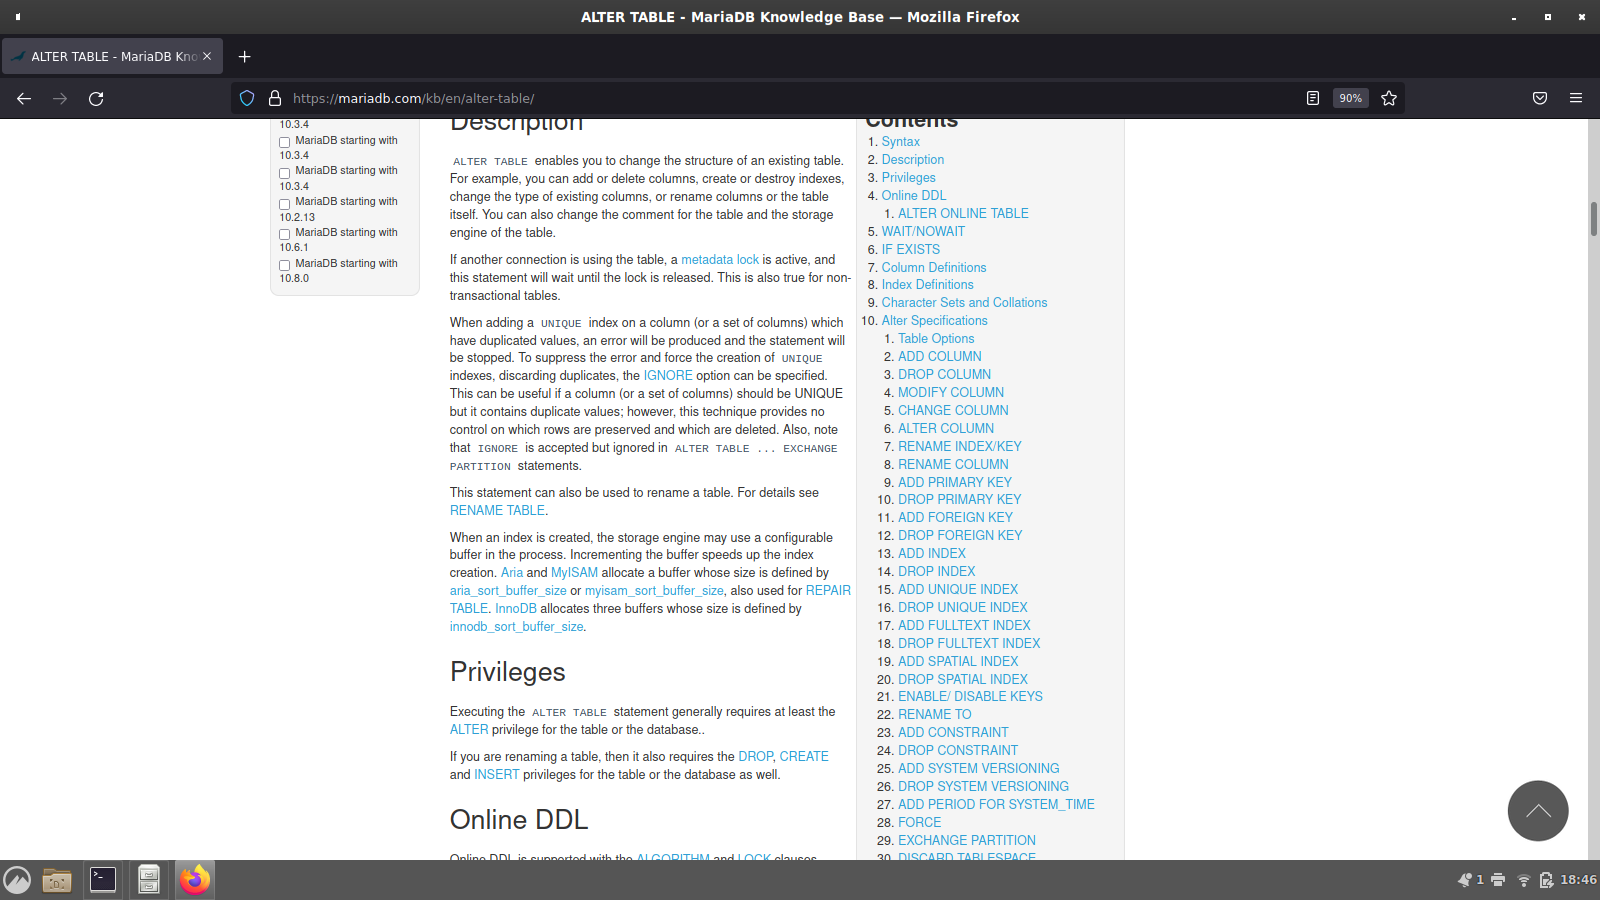 ALTER TABLE - MariaDB Knowledge Base — Mozilla Firefox
ALTER TABLE - MariaDB Kno
https://mariadb.com/kb/en/alter-table/
90%
10.3.4
MariaDB starting with
10.3.4
MariaDB starting with
10.3.4
MariaDB starting with
10.2.13
MariaDB starting with
10.6.1
MariaDB starting with
10.8.0
Description
ALTER TABLE enables you to change the structure of an existing table.
For example, you can add or delete columns, create or destroy indexes,
change the type of existing columns, or rename columns or the table
itself. You can also change the comment for the table and the storage
engine of the table.
If another connection is using the table, a metadata lock is active, and
this statement will wait until the lock is released. This is also true for non-
transactional tables.
When adding a UNIQUE index on a column (or a set of columns) which
have duplicated values, an error will be produced and the statement will
be stopped. To suppress the error and force the creation of UNIQUE
indexes, discarding duplicates, the IGNORE option can be specified.
This can be useful if a column (or a set of columns) should be UNIQUE
but it contains duplicate values; however, this technique provides no
control on which rows are preserved and which are deleted. Also, note
that IGNORE is accepted but ignored in ALTER TABLE ... EXCHANGE
PARTITION statements.
This statement can also be used to rename a table. For details see
RENAME TABLE.
When an index is created, the storage engine may use a configurable
buffer in the process. Incrementing the buffer speeds up the index
creation. Aria and MyISAM allocate a buffer whose size is defined by
aria_sort_buffer_size or myisam_sort_buffer_size, also used for REPAIR
TABLE. InnoDB allocates three buffers whose size is defined by
innodb_sort_buffer_size.
Privileges
Executing the ALTER TABLE statement generally requires at least the
ALTER privilege for the table or the database..
If you are renaming a table, then it also requires the DROP, CREATE
and INSERT privileges for the table or the database as well.
Online DDL
Online DDL is supported with the ALGORITHM and LOCK clauses
Contents
1. Syntax
2. Description
3. Privileges
4. Online DDL
1. ALTER ONLINE TABLE
5. WAIT/NOWAIT
6. IF EXISTS
7. Column Definitions
8. Index Definitions
9. Character Sets and Collations
10. Alter Specifications
1. Table Options
2. ADD COLUMN
3. DROP COLUMN
4. MODIFY COLUMN
5. CHANGE COLUMN
6. ALTER COLUMN
7. RENAME INDEX/KEY
8. RENAME COLUMN
9. ADD PRIMARY KEY
10. DROP PRIMARY KEY
11. ADD FOREIGN KEY
12. DROP FOREIGN KEY
13. ADD INDEX
14. DROP INDEX
15. ADD UNIQUE INDEX
16. DROP UNIQUE INDEX
17. ADD FULLTEXT INDEX
18. DROP FULLTEXT INDEX
19. ADD SPATIAL INDEX
20. DROP SPATIAL INDEX
21. ENABLE/ DISABLE KEYS
22. RENAME TO
23. ADD CONSTRAINT
24. DROP CONSTRAINT
25. ADD SYSTEM VERSIONING
26. DROP SYSTEM VERSIONING
27. ADD PERIOD FOR SYSTEM_TIME
28. FORCE
29. EXCHANGE PARTITION
30. DISCARD TABLESPACE
1
18:46